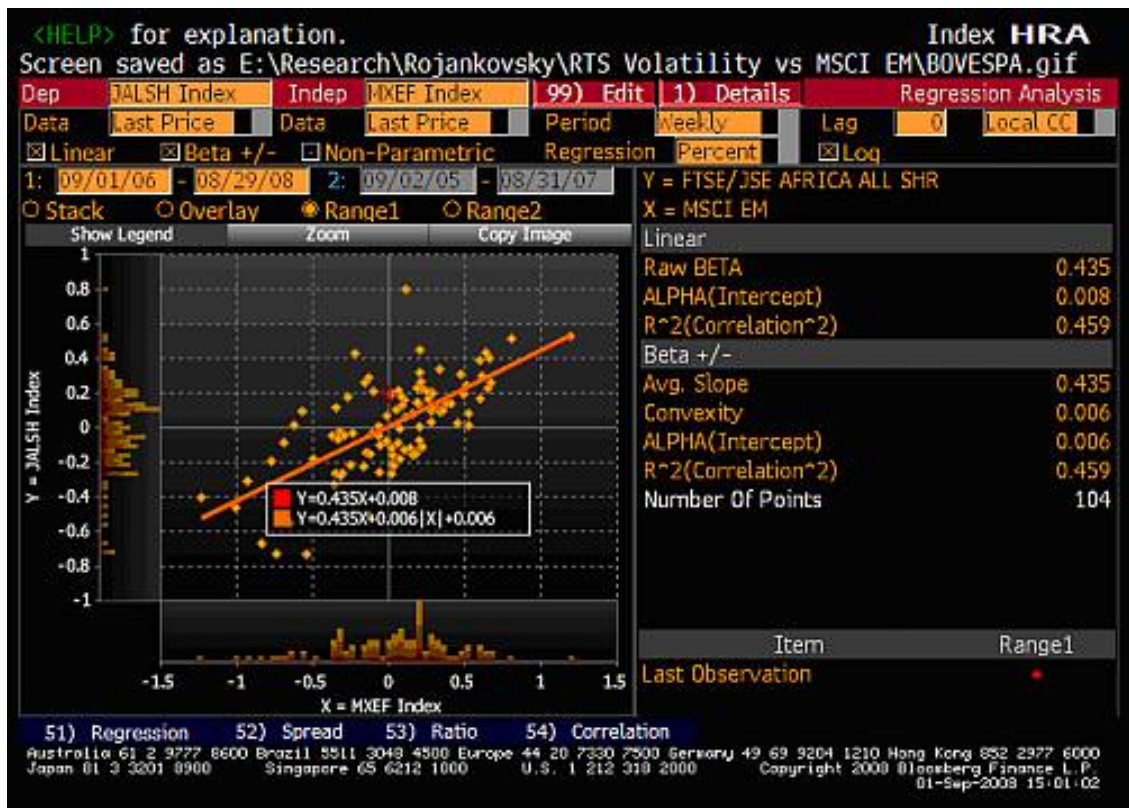 <HELP> for explanation. Index HRA
Screen saved as E:\Research\Rojankovsky\RTS Volatility vs MSCI EM\BOVESPA.gif
Dep JALSH Index Indep MXEF Index 99) Edit 1) Details Regression Analysis
Data Last Price Data Last Price Period Weekly Lag 0 Local CC
Linear Beta +/- Non-Parametric Regression Percent Log
1: 09/01/06 - 08/29/08 2: 09/02/05 - 08/31/07
Stack Overlay Range1 Range2
Show Legend Zoom Copy Image
Y = FTSE/JSE AFRICA ALL SHR
X = MSCI EM
Linear
Raw BETA 0.435
ALPHA(Intercept) 0.008
R^2(Correlation^2) 0.459
Beta +/-
Avg. Slope 0.435
Convexity 0.006
ALPHA(Intercept) 0.006
R^2(Correlation^2) 0.459
Number Of Points 104
Item Range1
Last Observation
1
0.8
0.6
0.4
0.2
0
-0.2
-0.4
-0.6
-0.8
-1
Y = JALSH Index
Y=0.435X+0.008
Y=0.435X+0.006|X|+0.006
-1.5 -1 -0.5 0 0.5 1 1.5
X = MXEF Index
51) Regression 52) Spread 53) Ratio 54) Correlation
Australia 61 2 9777 8600 Brazil 5511 3048 4500 Europe 44 20 7330 7500 Germany 49 69 9204 1210 Hong Kong 852 2977 6000
Japan 81 3 3201 8900 Singapore 65 6212 1000 U.S. 1 212 318 2000 Copyright 2008 Bloomberg Finance L.P.
01-Sep-2008 15:01:02